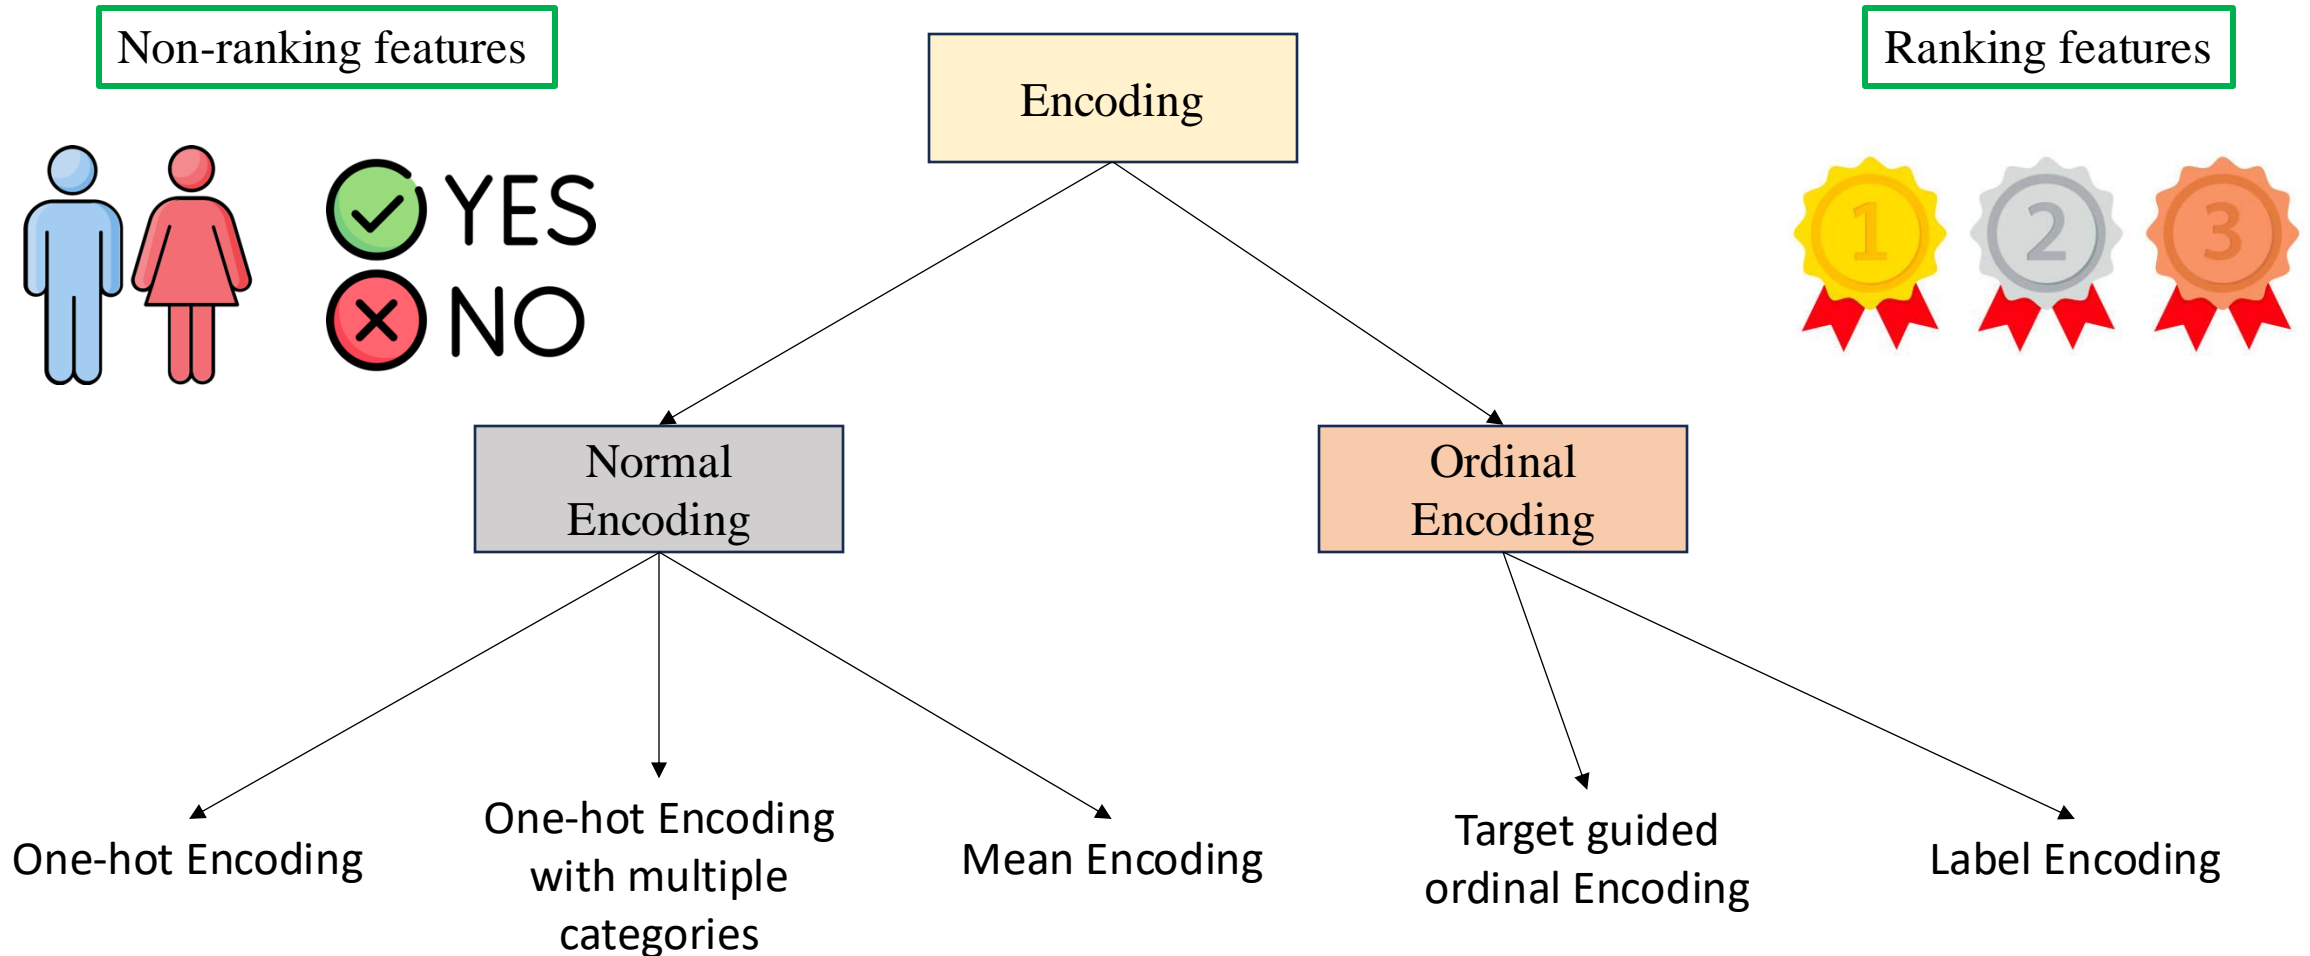 Non-ranking features
Encoding
Ranking features
YES
NO
1
2
3
Normal
Encoding
Ordinal
Encoding
One-hot Encoding
One-hot Encoding
with multiple
categories
Mean Encoding
Target guided
ordinal Encoding
Label Encoding